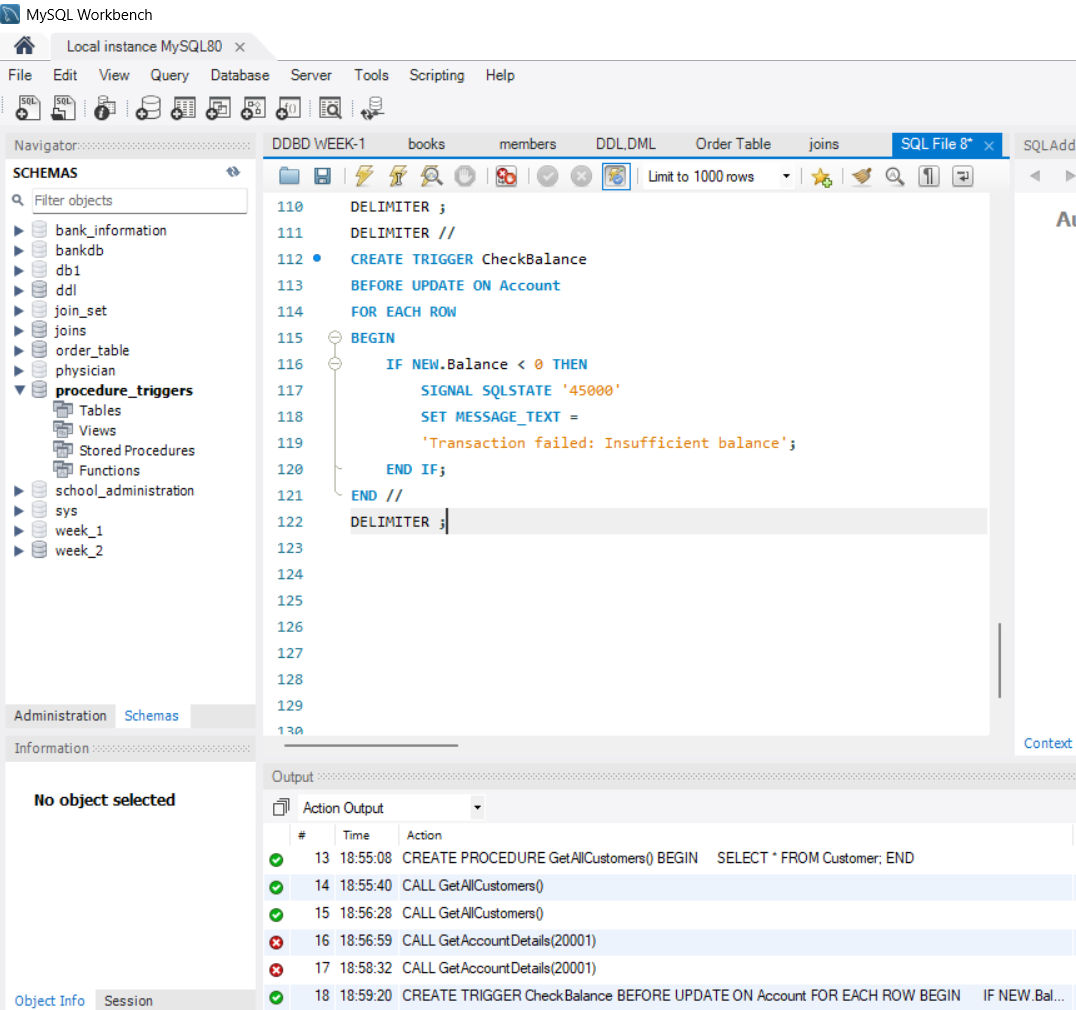 MySQL Workbench
Local instance MySQL80
File Edit View Query Database Server Tools Scripting Help
Navigator
SCHEMAS
Filter objects
bank_information
bankdb
db1
ddl
join_set
joins
order_table
physician
procedure_triggers
Tables
Views
Stored Procedures
Functions
school_administration
sys
week_1
week_2
Administration Schemas
Information
No object selected
Object Info Session
DDBD WEEK-1 books members DDL,DML Order Table joins SQL File 8*
Limit to 1000 rows
110 DELIMITER ;
111 DELIMITER //
112 CREATE TRIGGER CheckBalance
113 BEFORE UPDATE ON Account
114 FOR EACH ROW
115 BEGIN
116 IF NEW.Balance < 0 THEN
117 SIGNAL SQLSTATE '45000'
118 SET MESSAGE_TEXT =
119 'Transaction failed: Insufficient balance';
120 END IF;
121 END //
122 DELIMITER ;
123
124
125
126
127
128
129
130
SQLAdd
Au
Context
Output
Action Output
# Time Action
13 18:55:08 CREATE PROCEDURE GetAllCustomers() BEGIN SELECT * FROM Customer; END
14 18:55:40 CALL GetAllCustomers()
15 18:56:28 CALL GetAllCustomers()
16 18:56:59 CALL GetAccountDetails(20001)
17 18:58:32 CALL GetAccountDetails(20001)
18 18:59:20 CREATE TRIGGER CheckBalance BEFORE UPDATE ON Account FOR EACH ROW BEGIN IF NEW.Bal...